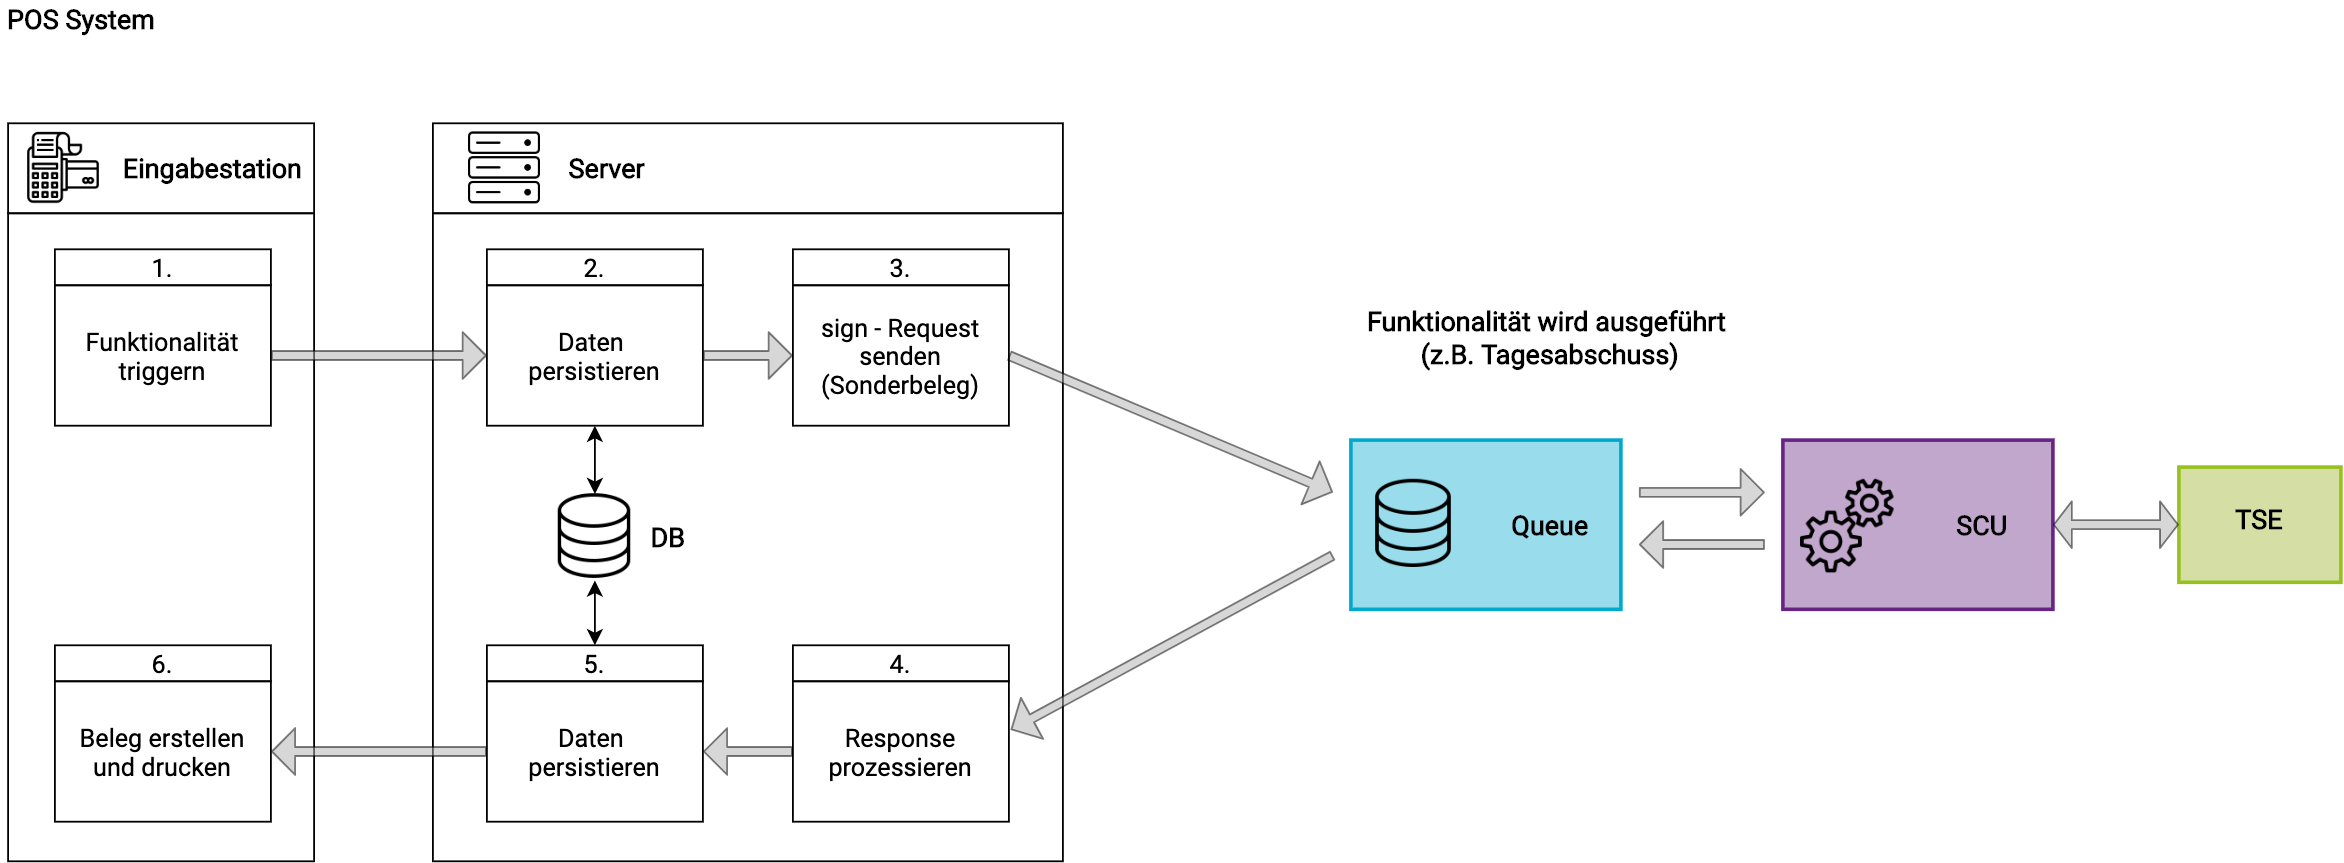 POS System
Eingabestation
Server
1.
Funktionalität
triggern
2.
Daten
persistieren
3.
sign - Request
senden
(Sonderbeleg)
Funktionalität wird ausgeführt
(z.B. Tagesabschuss)
DB
Queue
SCU
TSE
6.
Beleg erstellen
und drucken
5.
Daten
persistieren
4.
Response
prozessieren